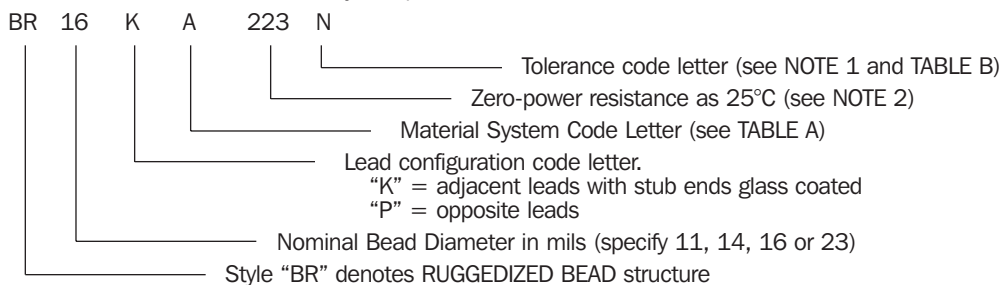 BR 16 K A 223 N
Tolerance code letter (see NOTE 1 and TABLE B)
Zero-power resistance as 25°C (see NOTE 2)
Material System Code Letter (see TABLE A)
Lead configuration code letter.
“K” = adjacent leads with stub ends glass coated
“P” = opposite leads
Nominal Bead Diameter in mils (specify 11, 14, 16 or 23)
Style “BR” denotes RUGGEDIZED BEAD structure